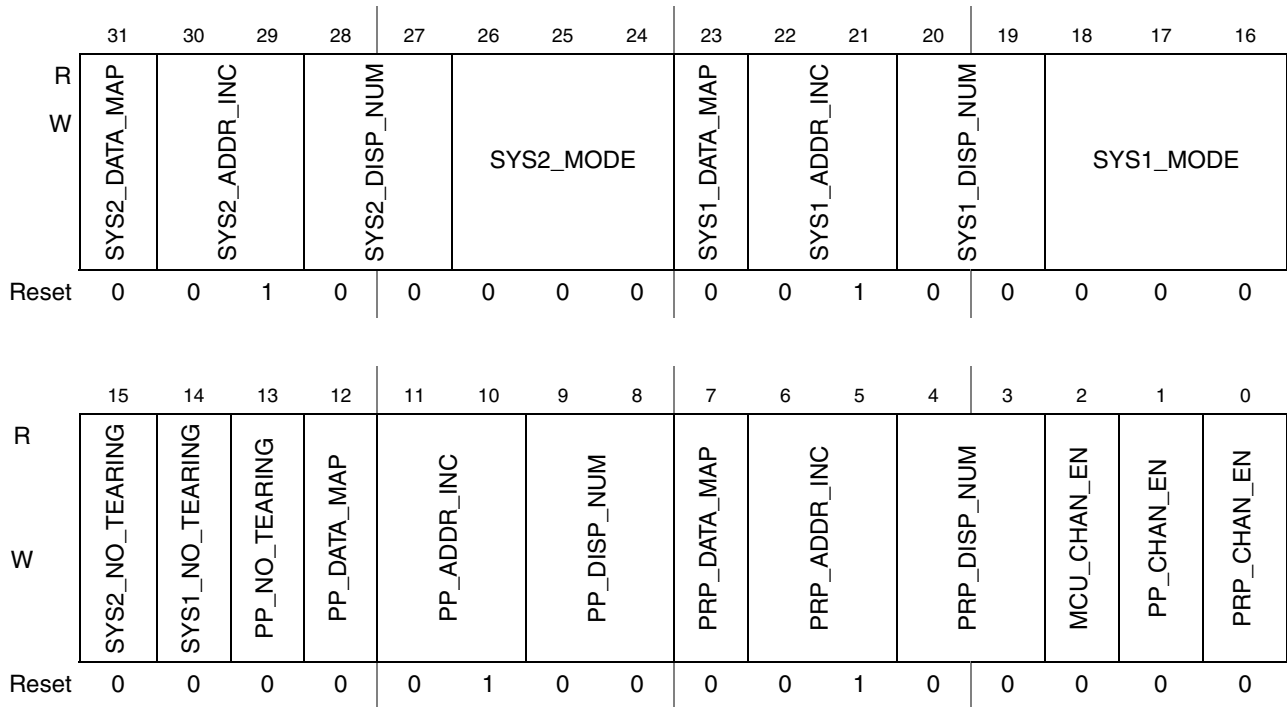 31 30 29 28 27 26 25 24 23 22 21 20 19 18 17 16
R
W
SYS2_DATA_MAP
SYS2_ADDR_INC
SYS2_DISP_NUM
SYS2_MODE
SYS1_DATA_MAP
SYS1_ADDR_INC
SYS1_DISP_NUM
SYS1_MODE
Reset 0 0 1 0 0 0 0 0 0 0 1 0 0 0 0 0
15 14 13 12 11 10 9 8 7 6 5 4 3 2 1 0
R
W
SYS2_NO_TEARING
SYS1_NO_TEARING
PP_NO_TEARING
PP_DATA_MAP
PP_ADDR_INC
PP_DISP_NUM
PRP_DATA_MAP
PRP_ADDR_INC
PRP_DISP_NUM
MCU_CHAN_EN
PP_CHAN_EN
PRP_CHAN_EN
Reset 0 0 0 0 0 1 0 0 0 0 1 0 0 0 0 0